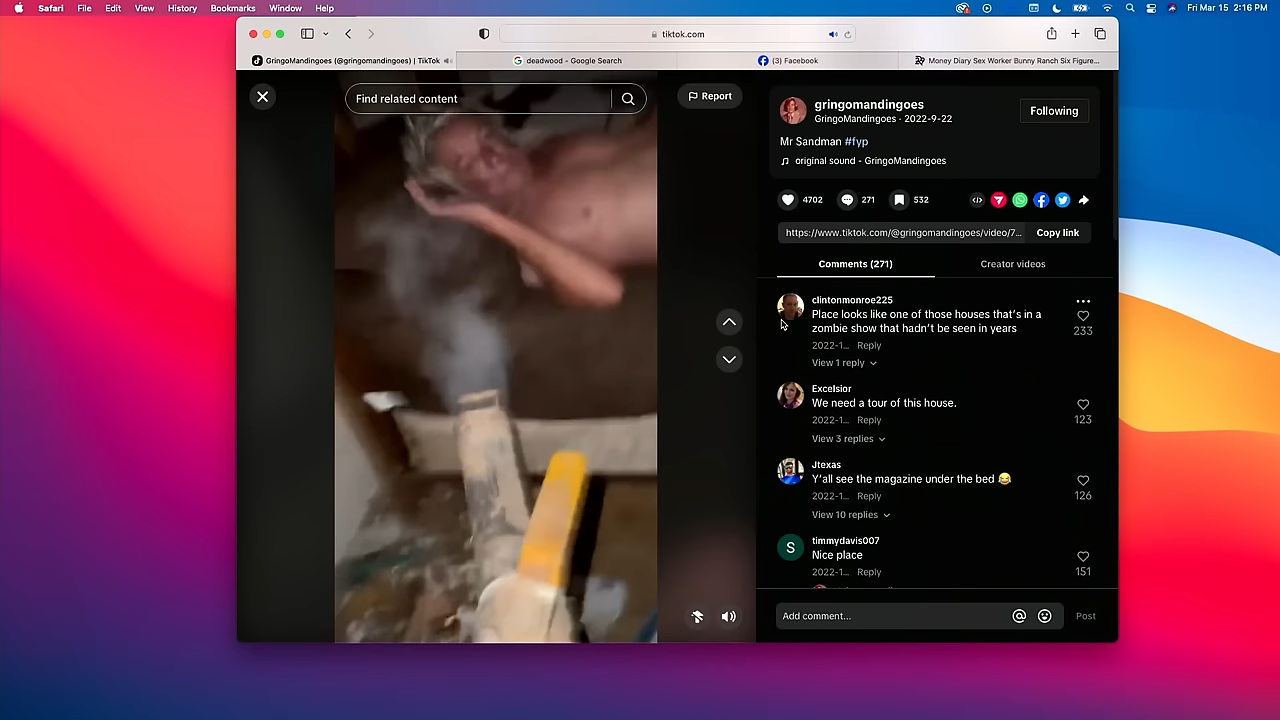 Safari File Edit View History Bookmarks Window Help
Fri Mar 15 2:16 PM
tiktok.com
GringoMandingoes (@gringomandingoes) | TikTok
deadwood - Google Search
(3) Facebook
Money Diary Sex Worker Bunny Ranch Six Figure...
Find related content
Report
gringomandingoes
GringoMandingoes · 2022-9-22
Following
Mr Sandman #fyp
original sound - GringoMandingoes
4702
271
532
https://www.tiktok.com/@gringomandingoes/video/7...
Copy link
Comments (271)
Creator videos
clintonmonroe225
Place looks like one of those houses that's in a
zombie show that hadn't be seen in years
233
2022-1... Reply
View 1 reply
Excelsior
We need a tour of this house.
123
2022-1... Reply
View 3 replies
Jtexas
Y'all see the magazine under the bed 😂
126
2022-1... Reply
View 10 replies
S
timmydavis007
Nice place
151
2022-1... Reply
Add comment...
Post